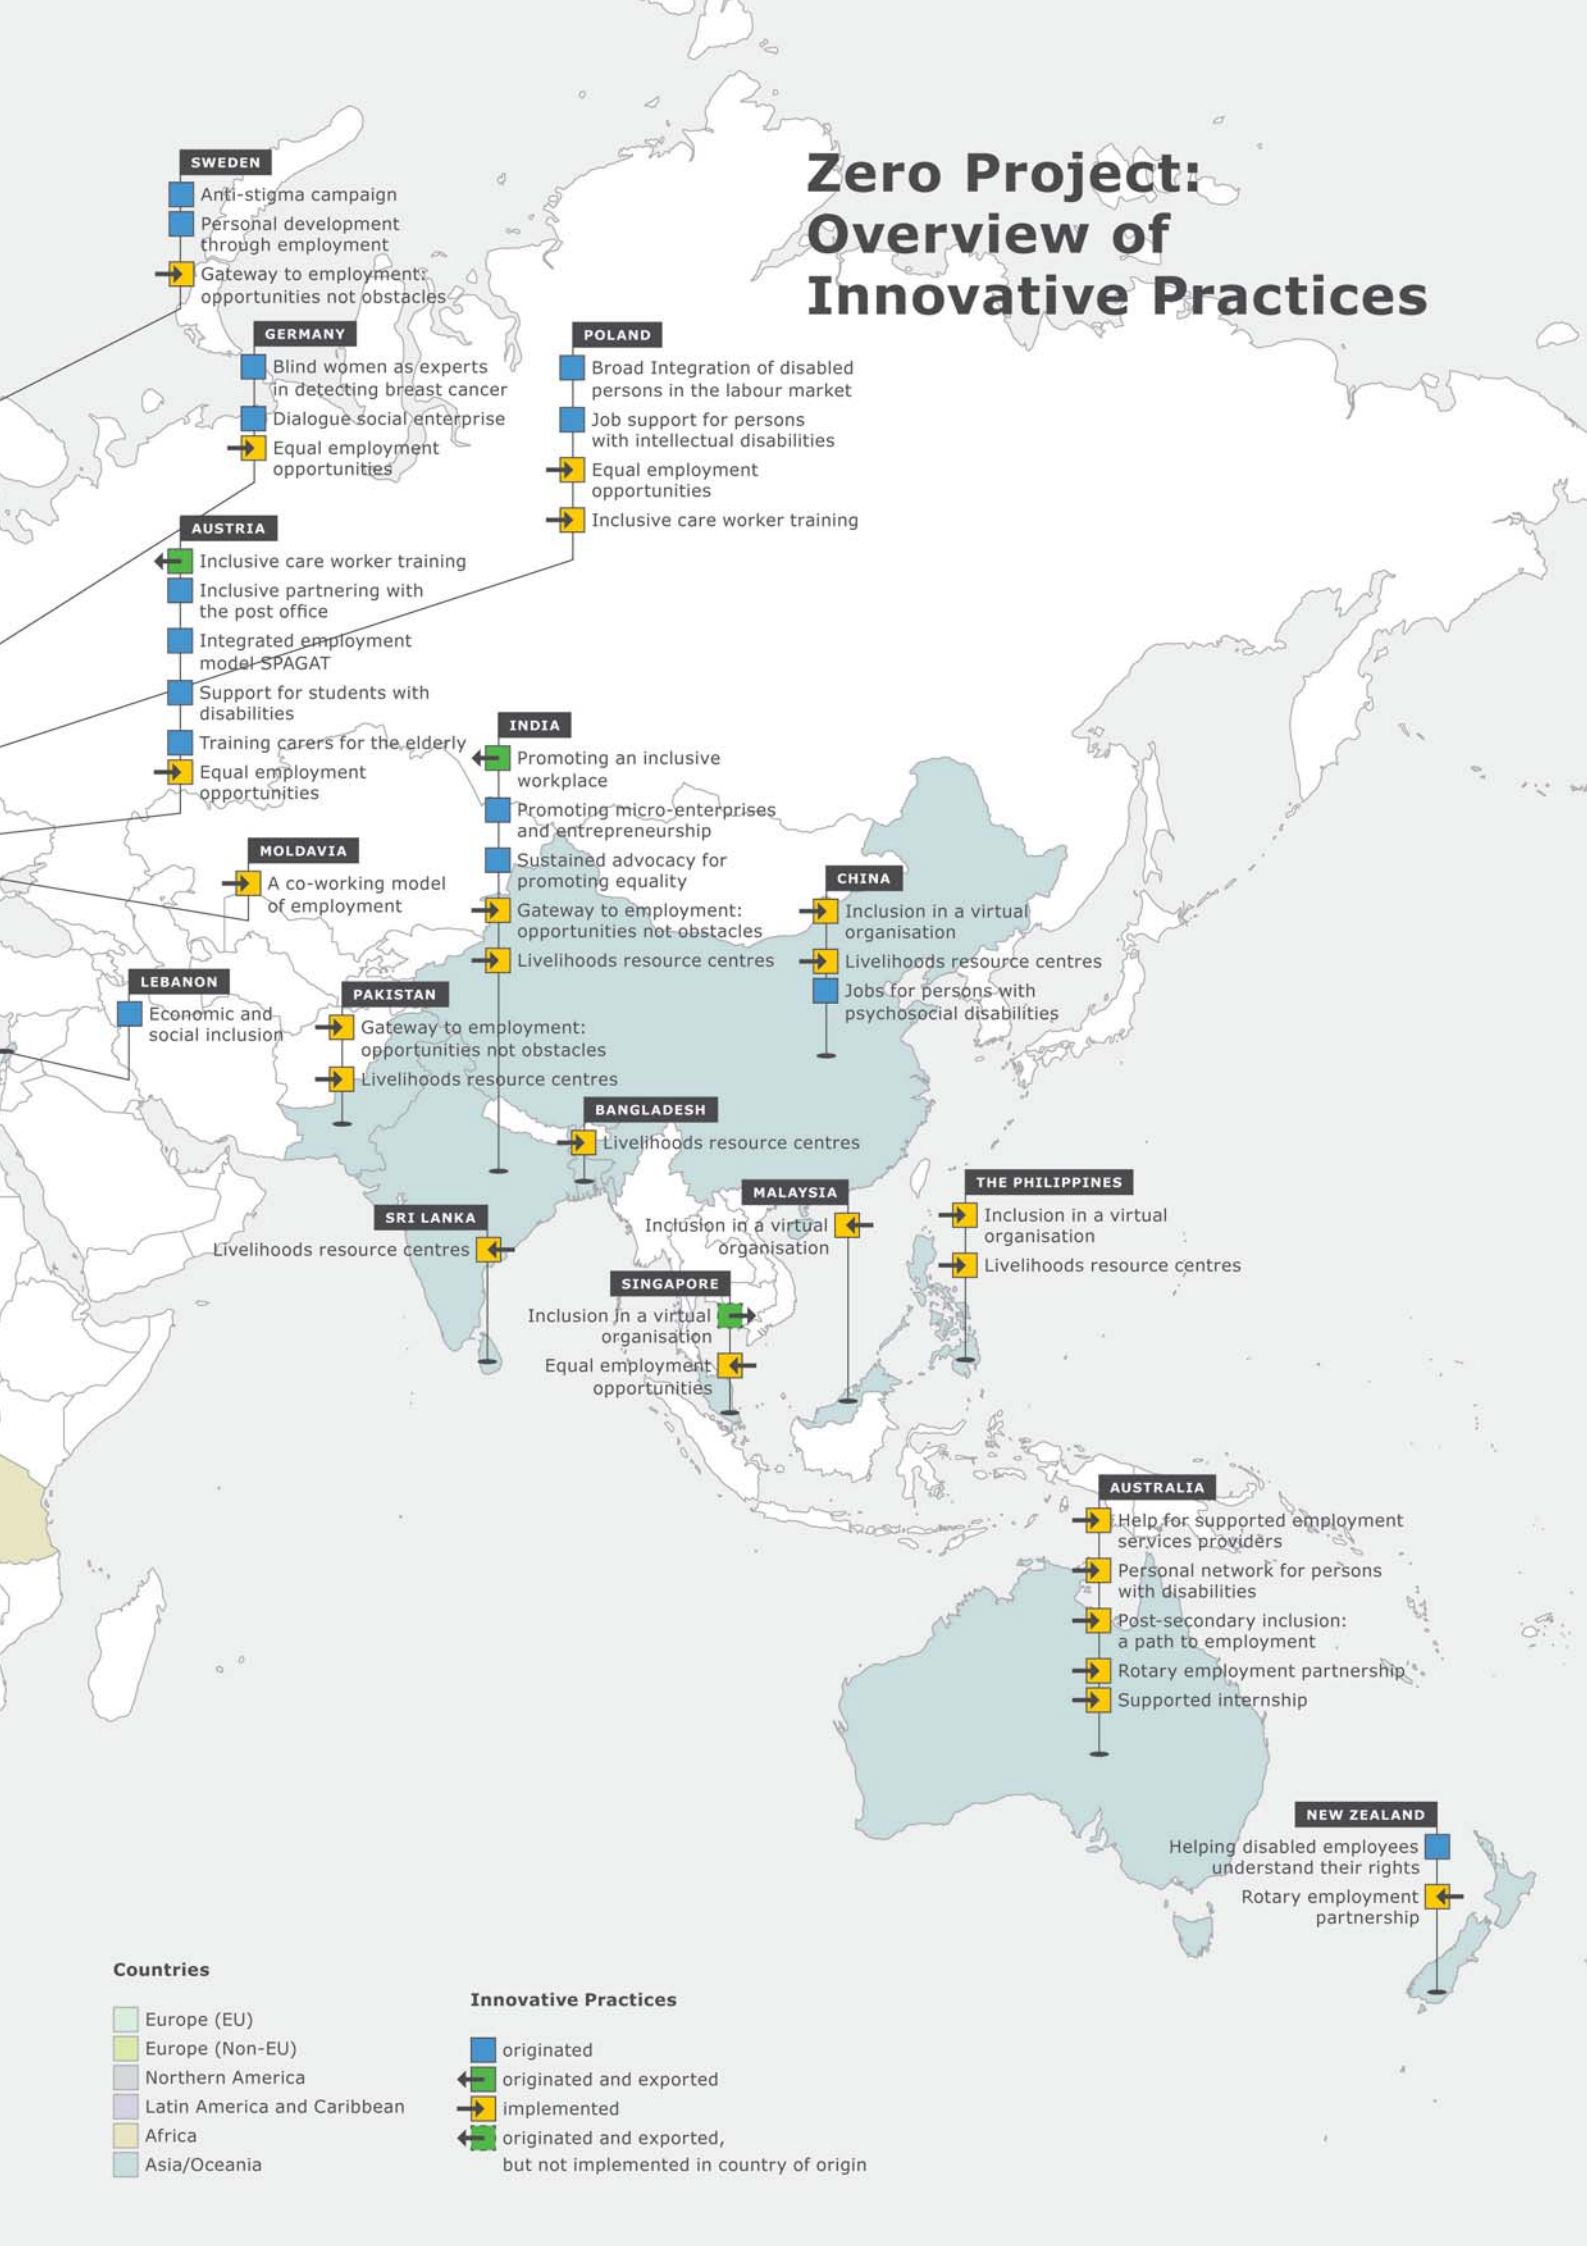 Zero Project:
Overview of
Innovative Practices
SWEDEN
Anti-stigma campaign
Personal development
through employment
Gateway to employment:
opportunities not obstacles
GERMANY
Blind women as experts
in detecting breast cancer
Dialogue social enterprise
Equal employment
opportunities
POLAND
Broad Integration of disabled
persons in the labour market
Job support for persons
with intellectual disabilities
Equal employment
opportunities
Inclusive care worker training
AUSTRIA
Inclusive care worker training
Inclusive partnering with
the post office
Integrated employment
model SPAGAT
Support for students with
disabilities
Training carers for the elderly
Equal employment
opportunities
INDIA
Promoting an inclusive
workplace
Promoting micro-enterprises
and entrepreneurship
Sustained advocacy for
promoting equality
Gateway to employment:
opportunities not obstacles
Livelihoods resource centres
MOLDAVIA
A co-working model
of employment
CHINA
Inclusion in a virtual
organisation
Livelihoods resource centres
Jobs for persons with
psychosocial disabilities
LEBANON
Economic and
social inclusion
PAKISTAN
Gateway to employment:
opportunities not obstacles
Livelihoods resource centres
BANGLADESH
Livelihoods resource centres
MALAYSIA
Inclusion in a virtual
organisation
THE PHILIPPINES
Inclusion in a virtual
organisation
Livelihoods resource centres
SRI LANKA
Livelihoods resource centres
SINGAPORE
Inclusion in a virtual
organisation
Equal employment
opportunities
AUSTRALIA
Help for supported employment
services providers
Personal network for persons
with disabilities
Post-secondary inclusion:
a path to employment
Rotary employment partnership
Supported internship
NEW ZEALAND
Helping disabled employees
understand their rights
Rotary employment
partnership
Countries
Europe (EU)
Europe (Non-EU)
Northern America
Latin America and Caribbean
Africa
Asia/Oceania
Innovative Practices
originated
originated and exported
implemented
originated and exported,
but not implemented in country of origin